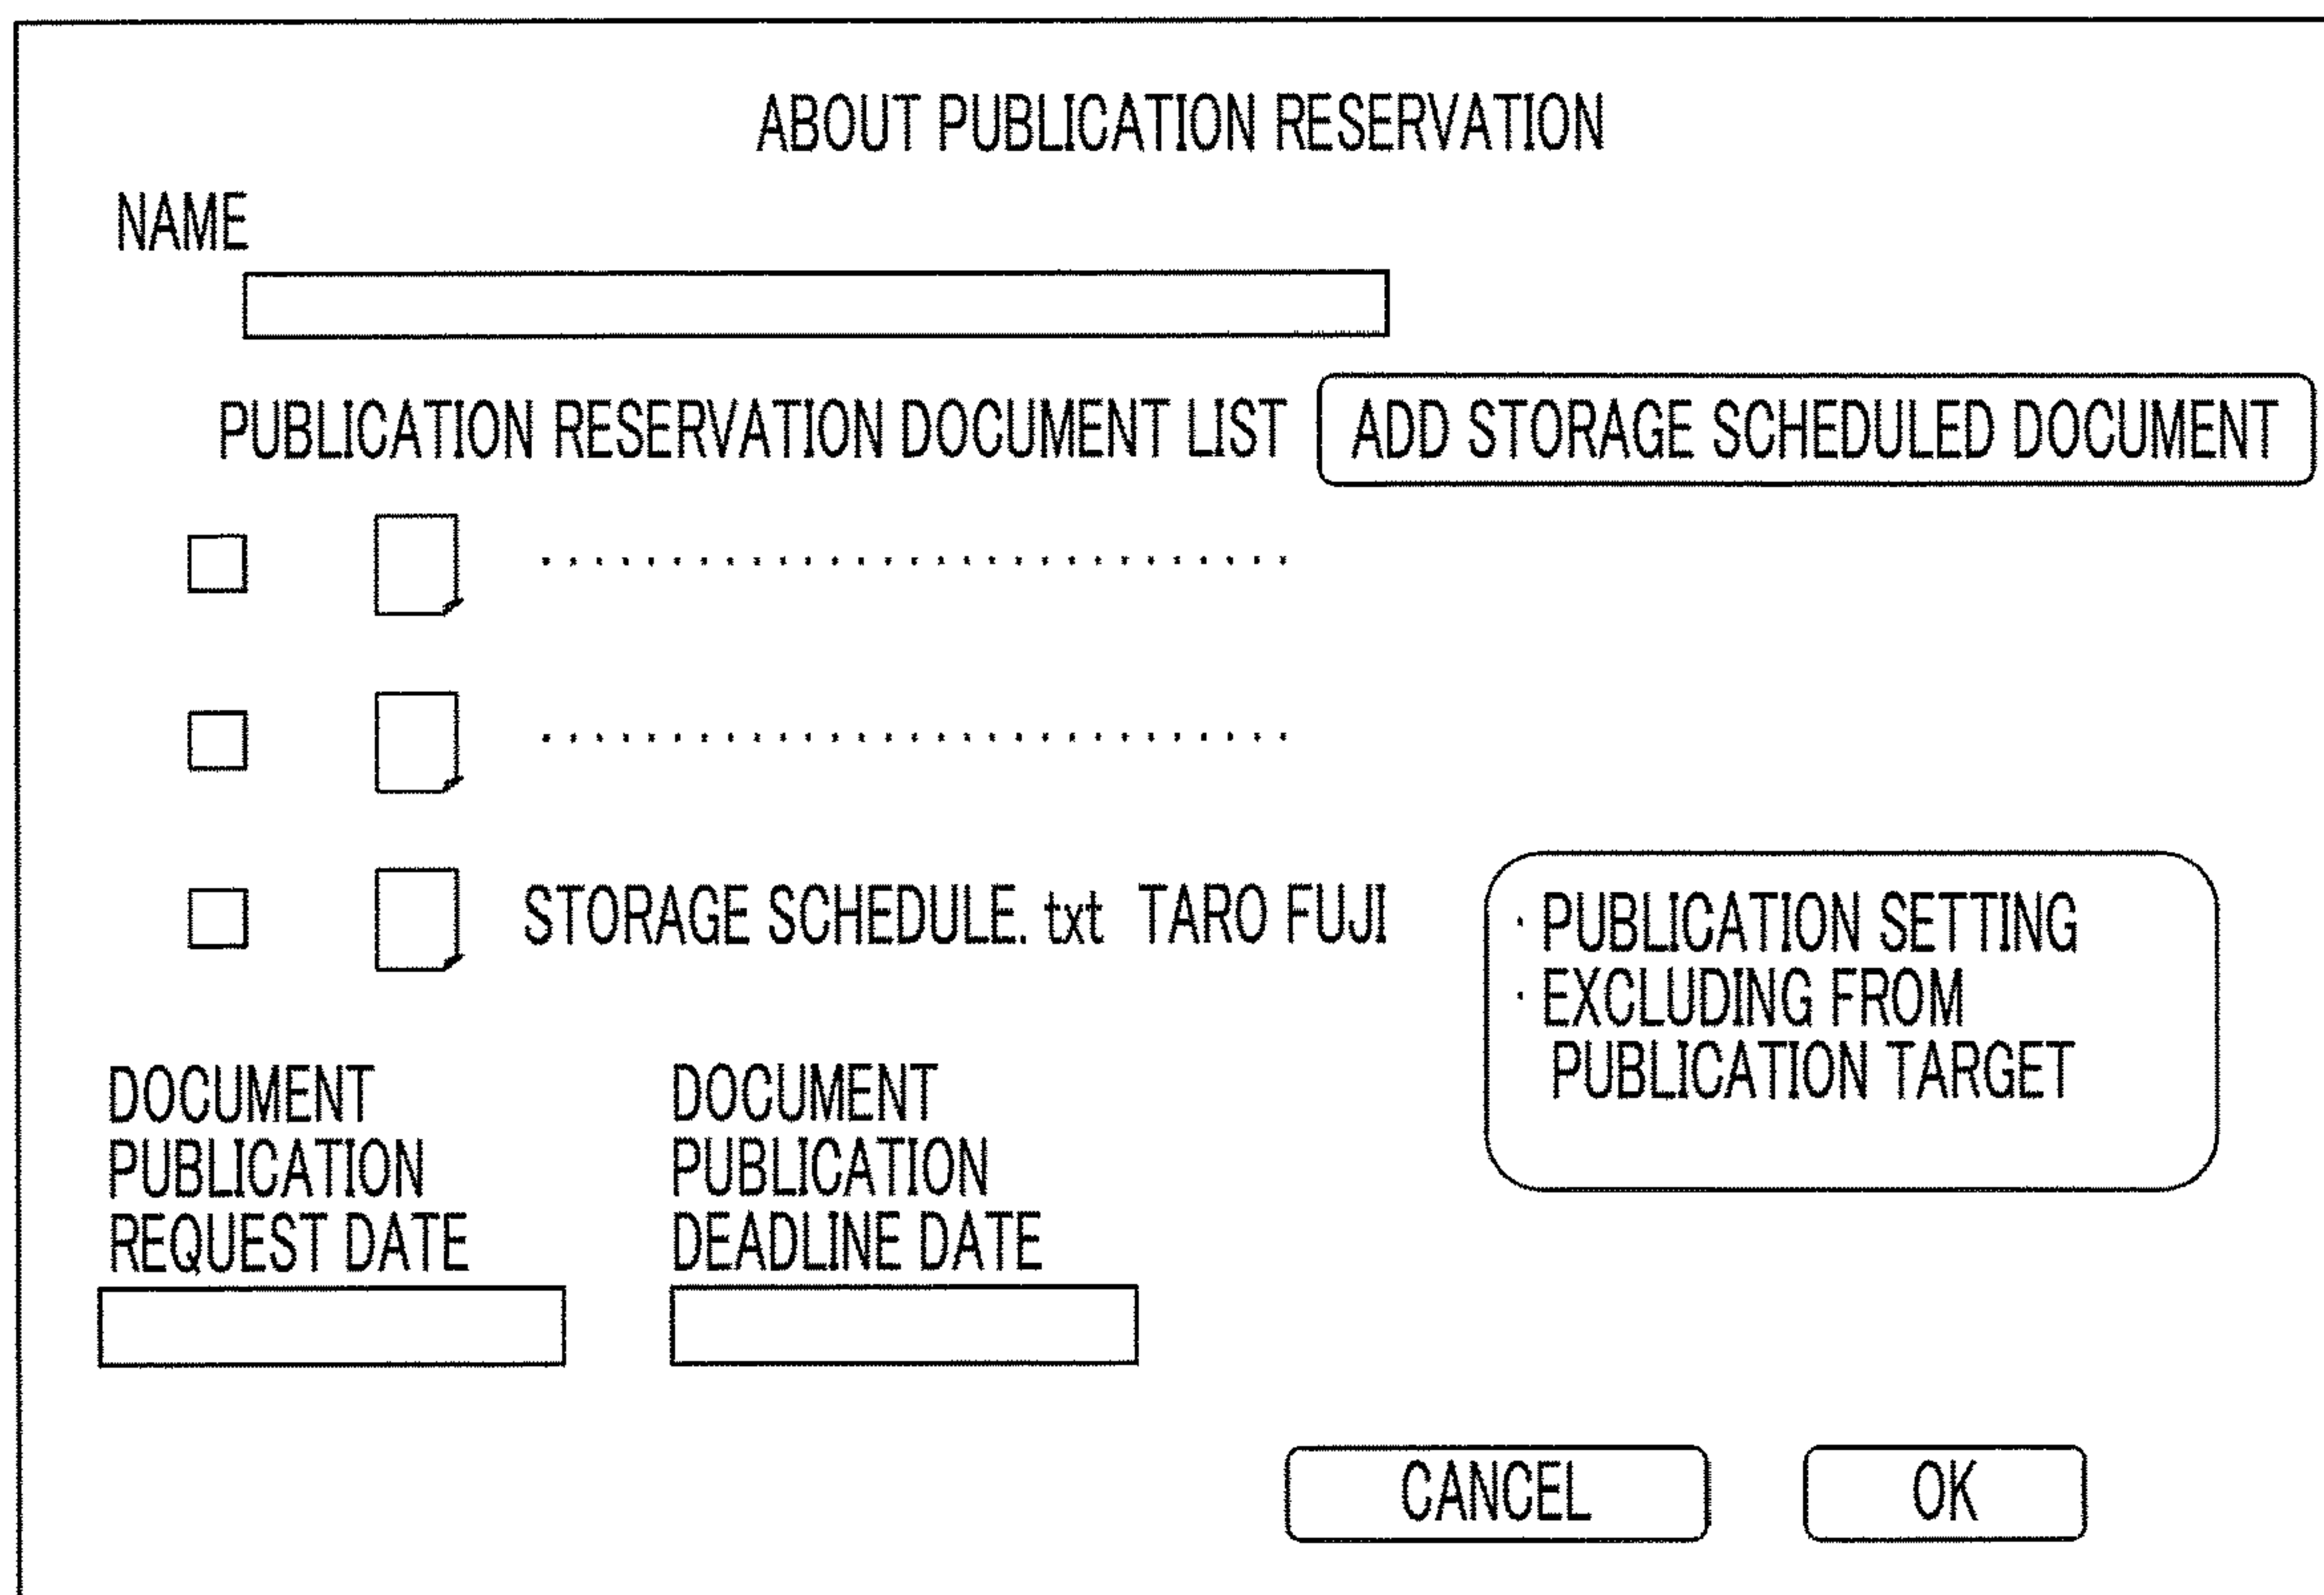 ABOUT PUBLICATION RESERVATION
NAME
PUBLICATION RESERVATION DOCUMENT LIST
ADD STORAGE SCHEDULED DOCUMENT
STORAGE SCHEDULE. txt TARO FUJI
· PUBLICATION SETTING
· EXCLUDING FROM
PUBLICATION TARGET
DOCUMENT
PUBLICATION
REQUEST DATE
DOCUMENT
PUBLICATION
DEADLINE DATE
CANCEL
OK